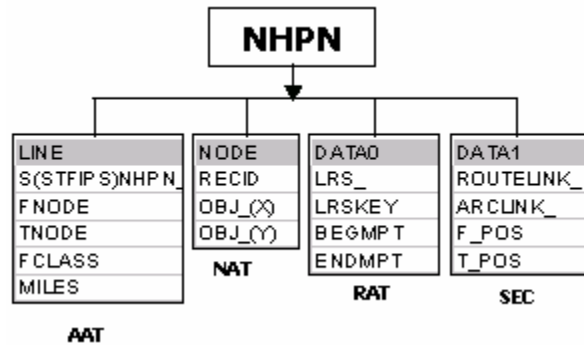 NHPN
LINE
S(STFIPS)NHPN_
FNODE
TNODE
FCLASS
MILES
AAT
NODE
RECID
OBJ_(X)
OBJ_(Y)
NAT
DATA0
LRS_
LRSKEY
BEGMPT
ENDMPT
RAT
DATA1
ROUTELINK_
ARCLINK_
F_POS
T_POS
SEC